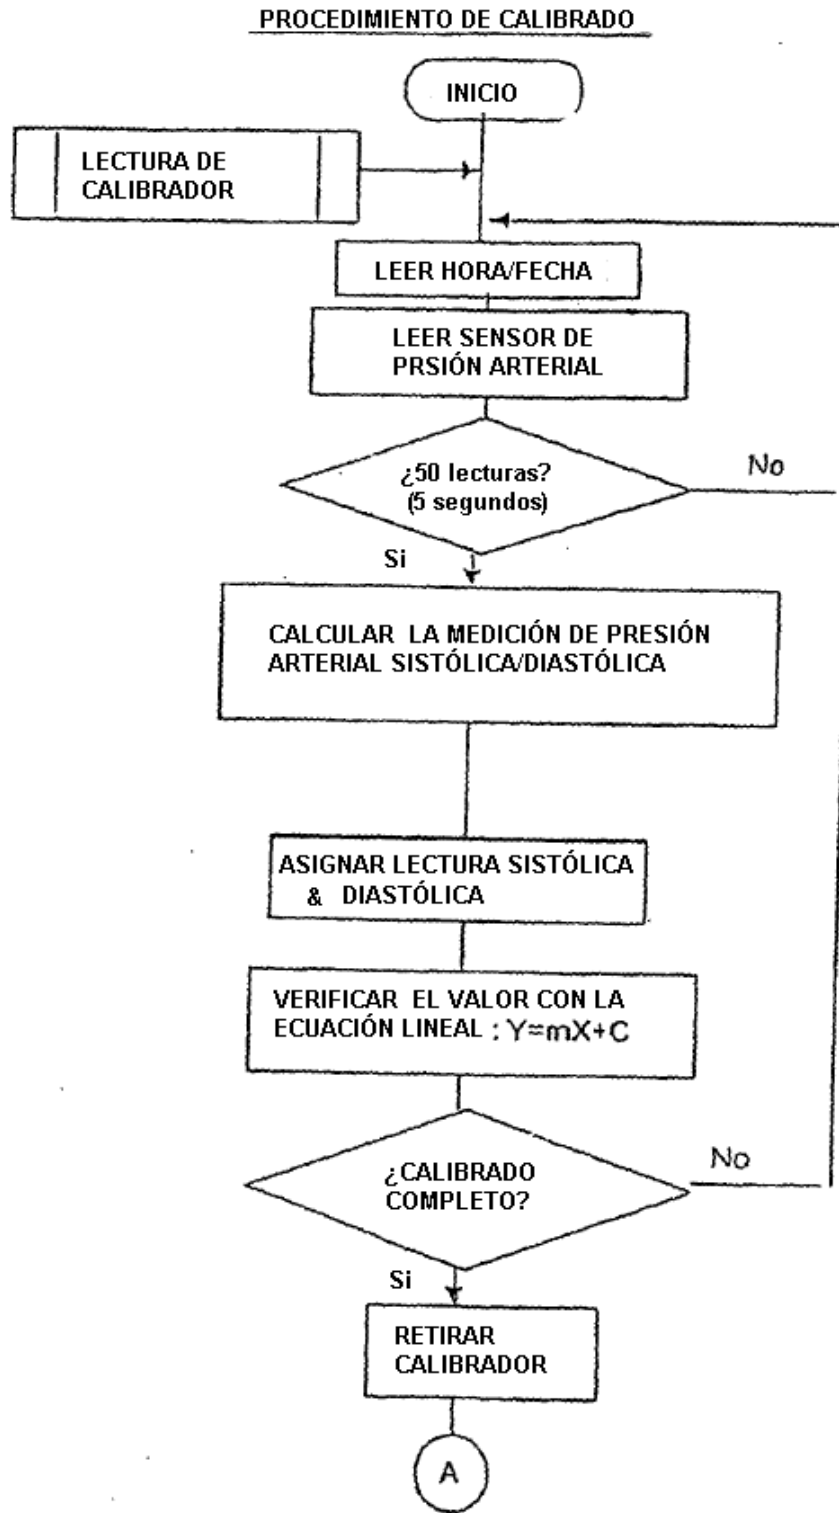 PROCEDIMIENTO DE CALIBRADO
INICIO
LECTURA DE
CALIBRADOR
LEER HORA/FECHA
LEER SENSOR DE
PRSIÓN ARTERIAL
¿50 lecturas?
(5 segundos)
No
Si
CALCULAR LA MEDICIÓN DE PRESIÓN
ARTERIAL SISTÓLICA/DIASTÓLICA
ASIGNAR LECTURA SISTÓLICA
& DIASTÓLICA
VERIFICAR EL VALOR CON LA
ECUACIÓN LINEAL : Y=mX+C
¿CALIBRADO
COMPLETO?
No
Si
RETIRAR
CALIBRADOR
A